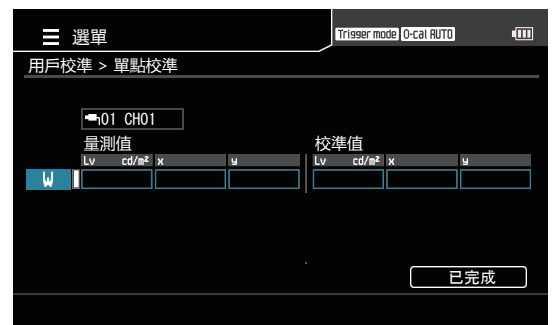 選單
Trigger mode 0-cal AUTO
用戶校準 > 單點校準
01 CH01
量測值 校準值
Lv cd/m² x y Lv cd/m² x y
W
已完成